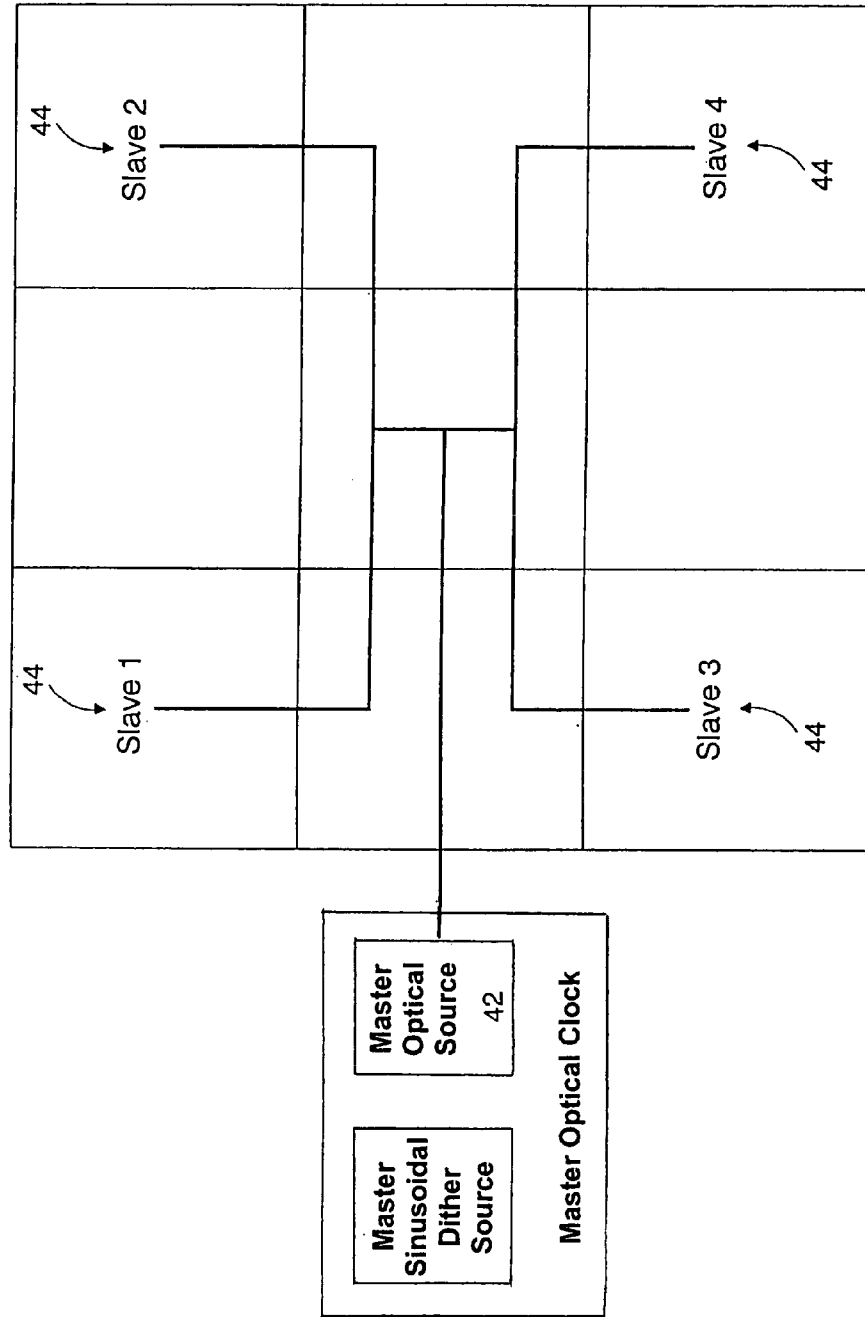 44
Slave 1
44
Slave 2
Master
Sinusoidal
Dither
Source
Master
Optical
Source
42
Master Optical Clock
Slave 3
44
Slave 4
44